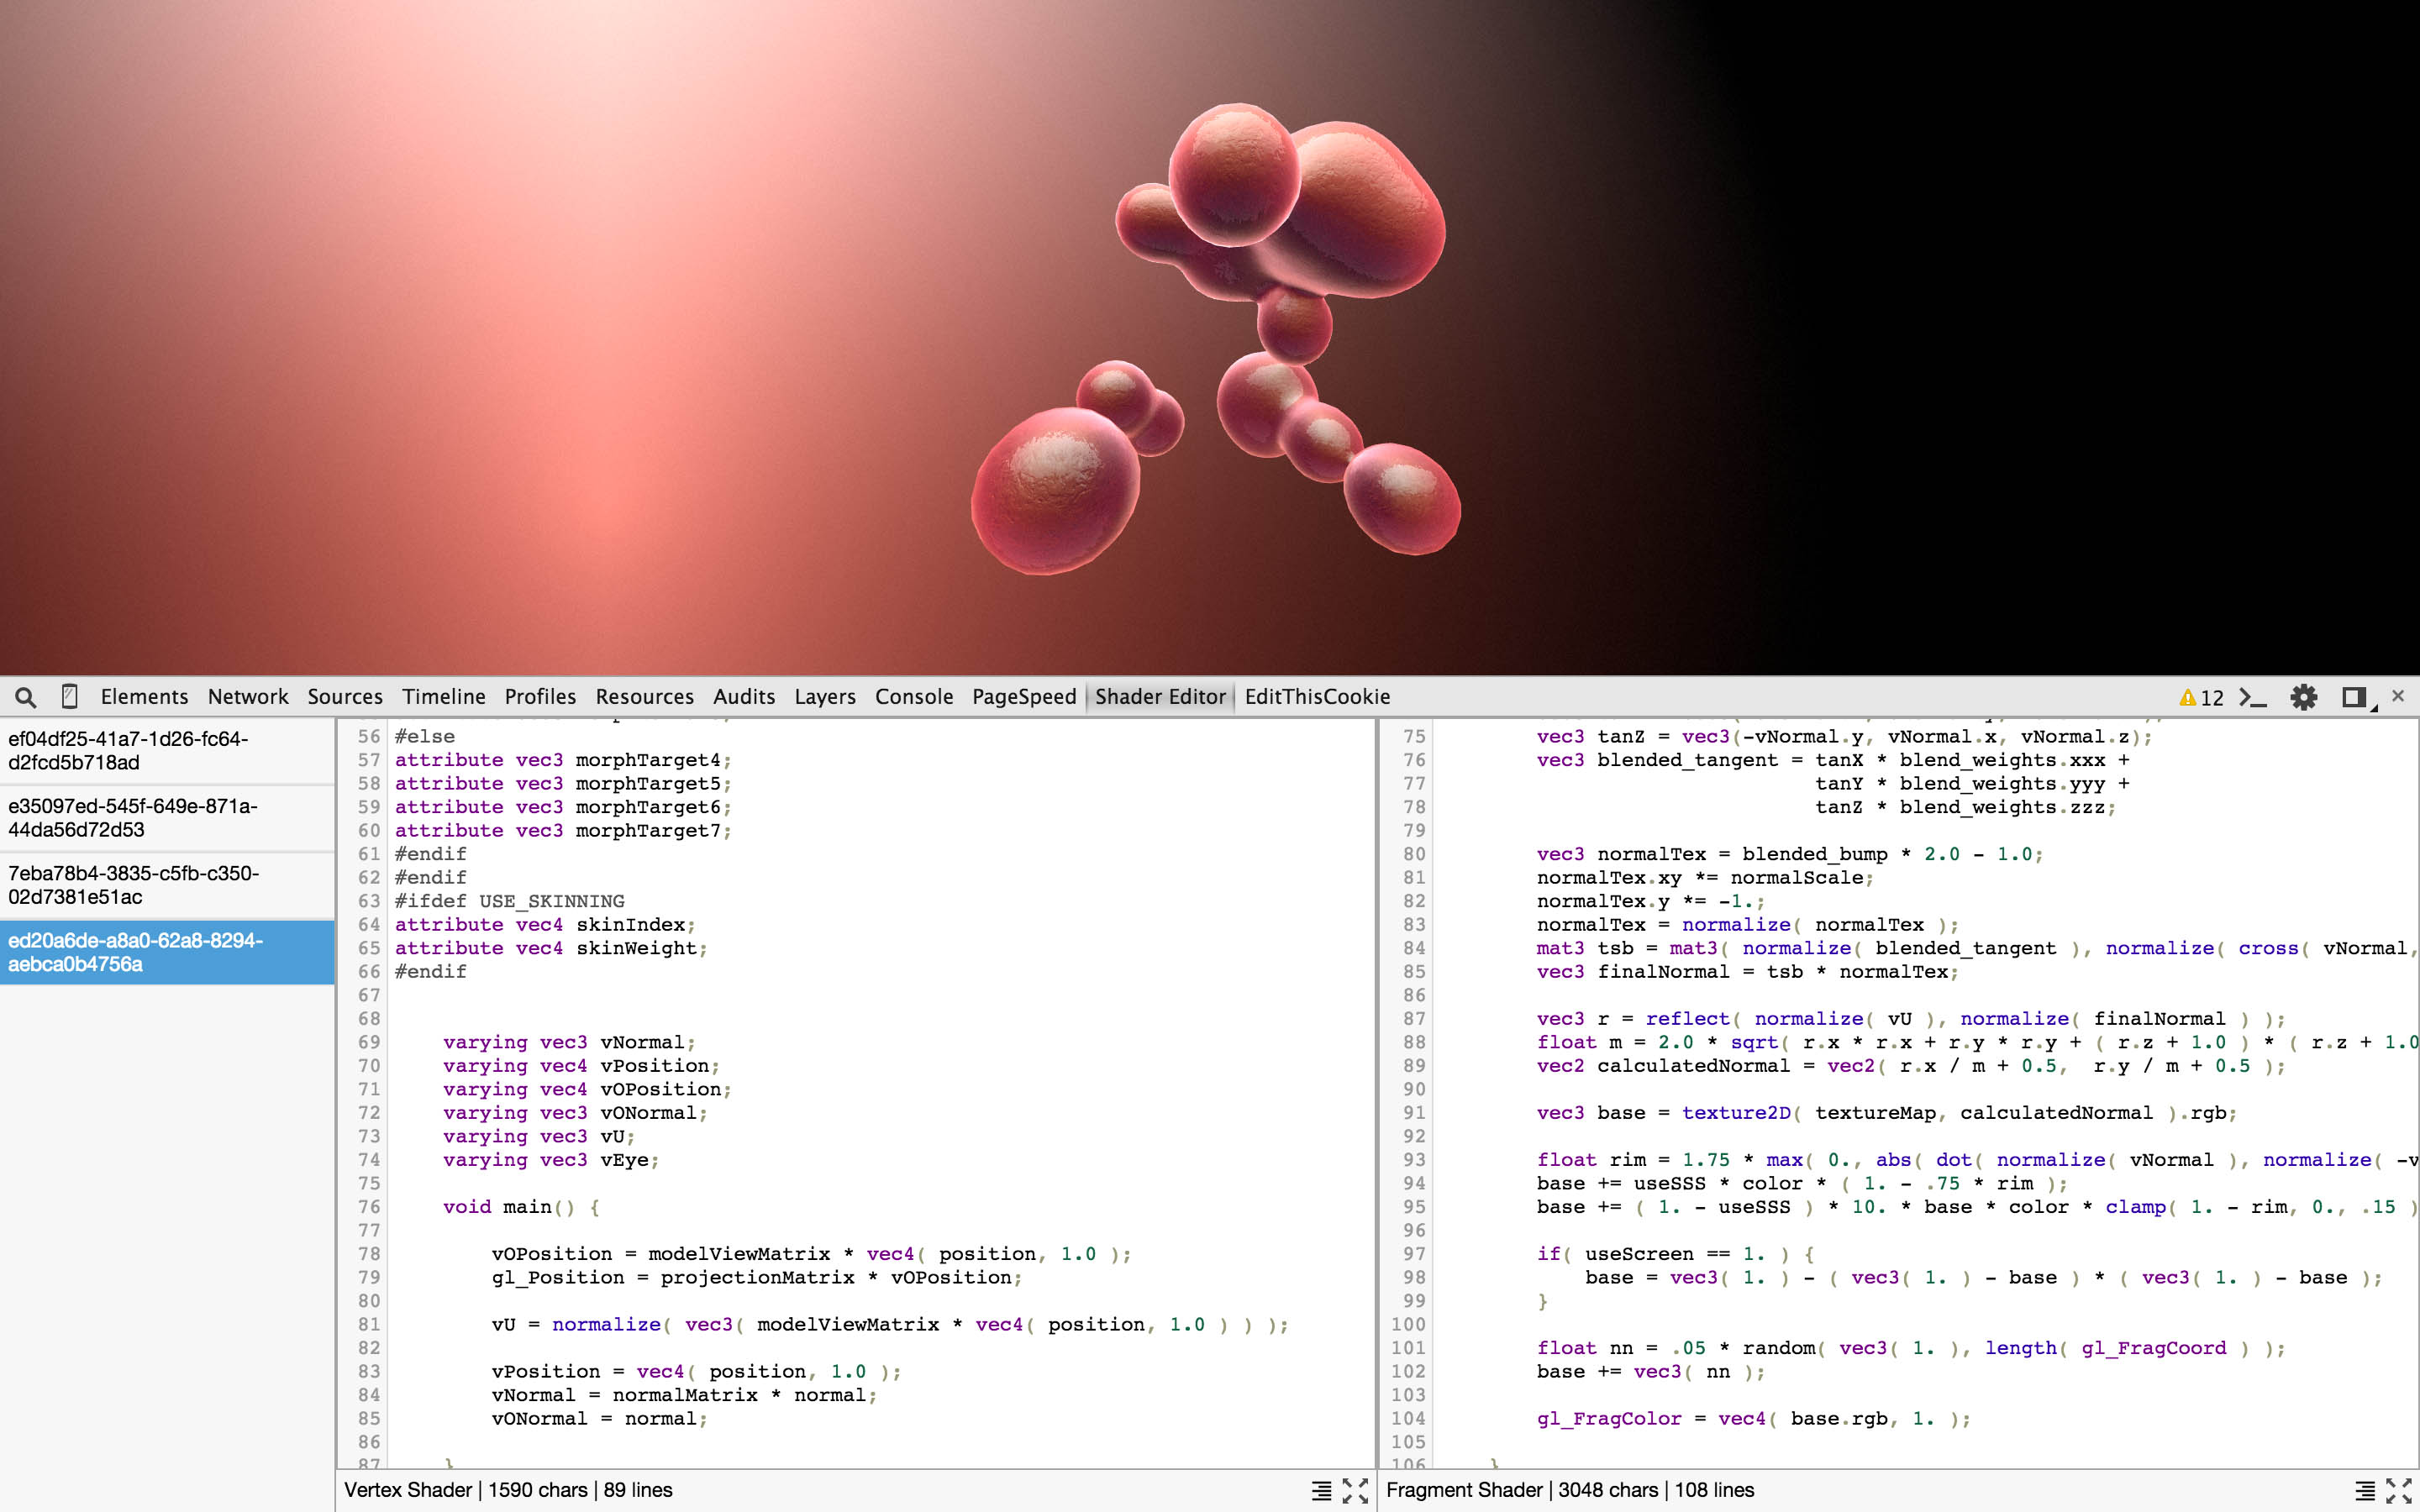 Elements Network Sources Timeline Profiles Resources Audits Layers Console PageSpeed Shader Editor EditThisCookie 12
ef04df25-41a7-1d26-fc64-
d2fcd5b718ad
e35097ed-545f-649e-871a-
44da56d72d53
7eba78b4-3835-c5fb-c350-
02d7381e51ac
ed20a6de-a8a0-62a8-8294-
aebca0b4756a
56 #else
57 attribute vec3 morphTarget4;
58 attribute vec3 morphTarget5;
59 attribute vec3 morphTarget6;
60 attribute vec3 morphTarget7;
61 #endif
62 #endif
63 #ifdef USE_SKINNING
64 attribute vec4 skinIndex;
65 attribute vec4 skinWeight;
66 #endif
67
68
69 varying vec3 vNormal;
70 varying vec4 vPosition;
71 varying vec4 vOPosition;
72 varying vec3 vONormal;
73 varying vec3 vU;
74 varying vec3 vEye;
75
76 void main() {
77
78 vOPosition = modelViewMatrix * vec4( position, 1.0 );
79 gl_Position = projectionMatrix * vOPosition;
80
81 vU = normalize( vec3( modelViewMatrix * vec4( position, 1.0 ) ) );
82
83 vPosition = vec4( position, 1.0 );
84 vNormal = normalMatrix * normal;
85 vONormal = normal;
86
87 }
Vertex Shader | 1590 chars | 89 lines
75 vec3 tanZ = vec3(-vNormal.y, vNormal.x, vNormal.z);
76 vec3 blended_tangent = tanX * blend_weights.xxx +
77 tanY * blend_weights.yyy +
78 tanZ * blend_weights.zzz;
79
80 vec3 normalTex = blended_bump * 2.0 - 1.0;
81 normalTex.xy *= normalScale;
82 normalTex.y *= -1.;
83 normalTex = normalize( normalTex );
84 mat3 tsb = mat3( normalize( blended_tangent ), normalize( cross( vNormal,
85 vec3 finalNormal = tsb * normalTex;
86
87 vec3 r = reflect( normalize( vU ), normalize( finalNormal ) );
88 float m = 2.0 * sqrt( r.x * r.x + r.y * r.y + ( r.z + 1.0 ) * ( r.z + 1.0
89 vec2 calculatedNormal = vec2( r.x / m + 0.5, r.y / m + 0.5 );
90
91 vec3 base = texture2D( textureMap, calculatedNormal ).rgb;
92
93 float rim = 1.75 * max( 0., abs( dot( normalize( vNormal ), normalize( -v
94 base += useSSS * color * ( 1. - .75 * rim );
95 base += ( 1. - useSSS ) * 10. * base * color * clamp( 1. - rim, 0., .15 )
96
97 if( useScreen == 1. ) {
98 base = vec3( 1. ) - ( vec3( 1. ) - base ) * ( vec3( 1. ) - base );
99 }
100
101 float nn = .05 * random( vec3( 1. ), length( gl_FragCoord ) );
102 base += vec3( nn );
103
104 gl_FragColor = vec4( base.rgb, 1. );
105
106 }
Fragment Shader | 3048 chars | 108 lines